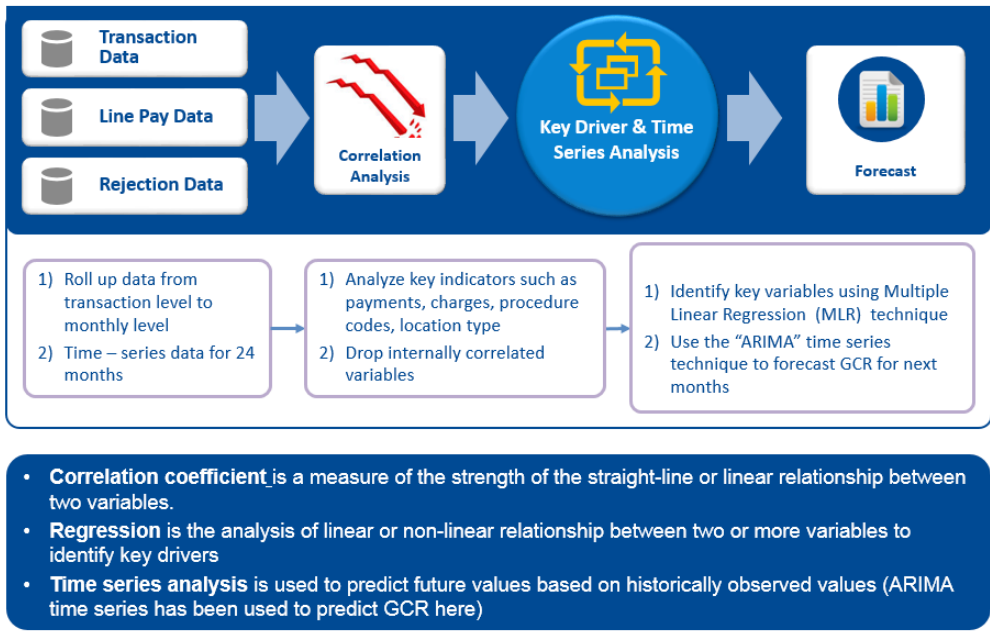 Transaction
Data
Line Pay Data
Rejection Data
Correlation
Analysis
Key Driver & Time
Series Analysis
Forecast
1) Roll up data from
transaction level to
monthly level
2) Time – series data for 24
months
1) Analyze key indicators such as
payments, charges, procedure
codes, location type
2) Drop internally correlated
variables
1) Identify key variables using Multiple
Linear Regression (MLR) technique
2) Use the “ARIMA” time series
technique to forecast GCR for next
months
• Correlation coefficient is a measure of the strength of the straight-line or linear relationship between
two variables.
• Regression is the analysis of linear or non-linear relationship between two or more variables to
identify key drivers
• Time series analysis is used to predict future values based on historically observed values (ARIMA
time series has been used to predict GCR here)